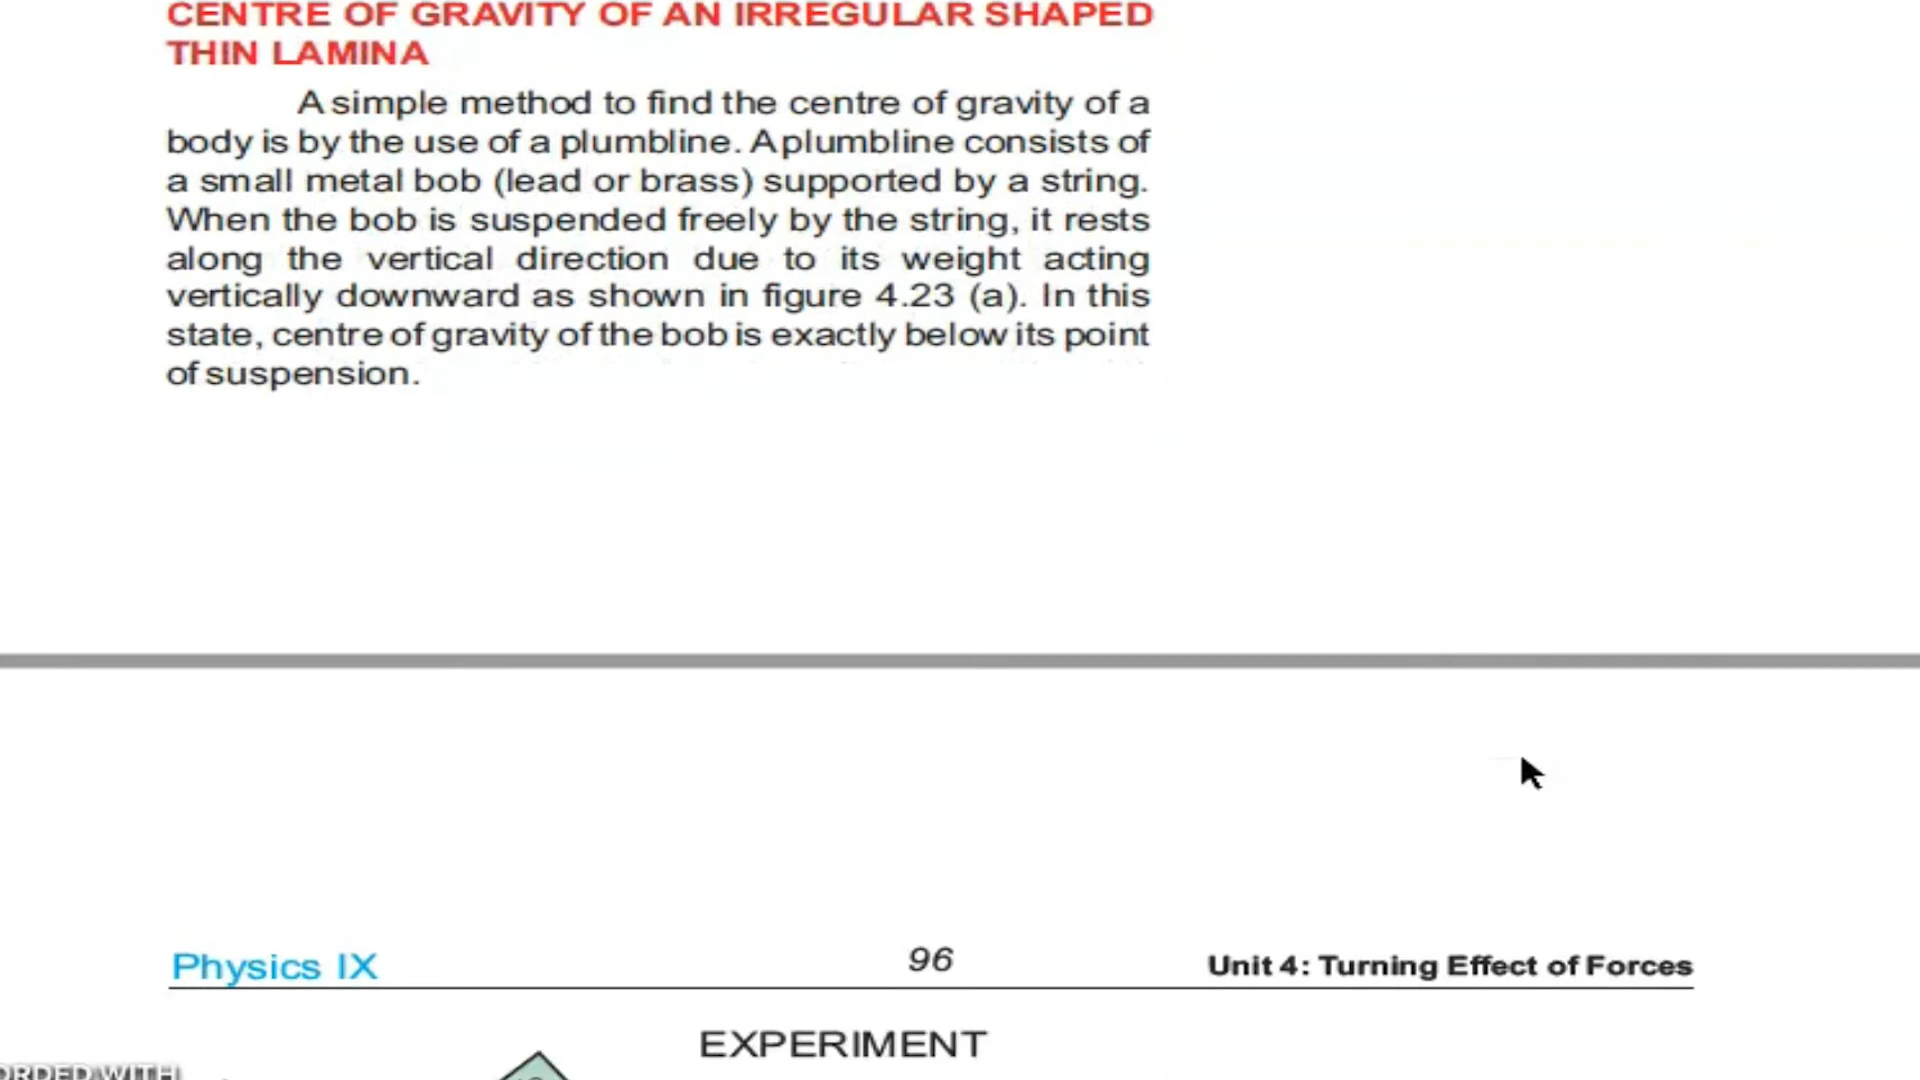 CENTRE OF GRAVITY OF AN IRREGULAR SHAPED
THIN LAMINA
A simple method to find the centre of gravity of a
body is by the use of a plumbline. A plumbline consists of
a small metal bob (lead or brass) supported by a string.
When the bob is suspended freely by the string, it rests
along the vertical direction due to its weight acting
vertically downward as shown in figure 4.23 (a). In this
state, centre of gravity of the bob is exactly below its point
of suspension.
Physics IX 96 Unit 4: Turning Effect of Forces
EXPERIMENT